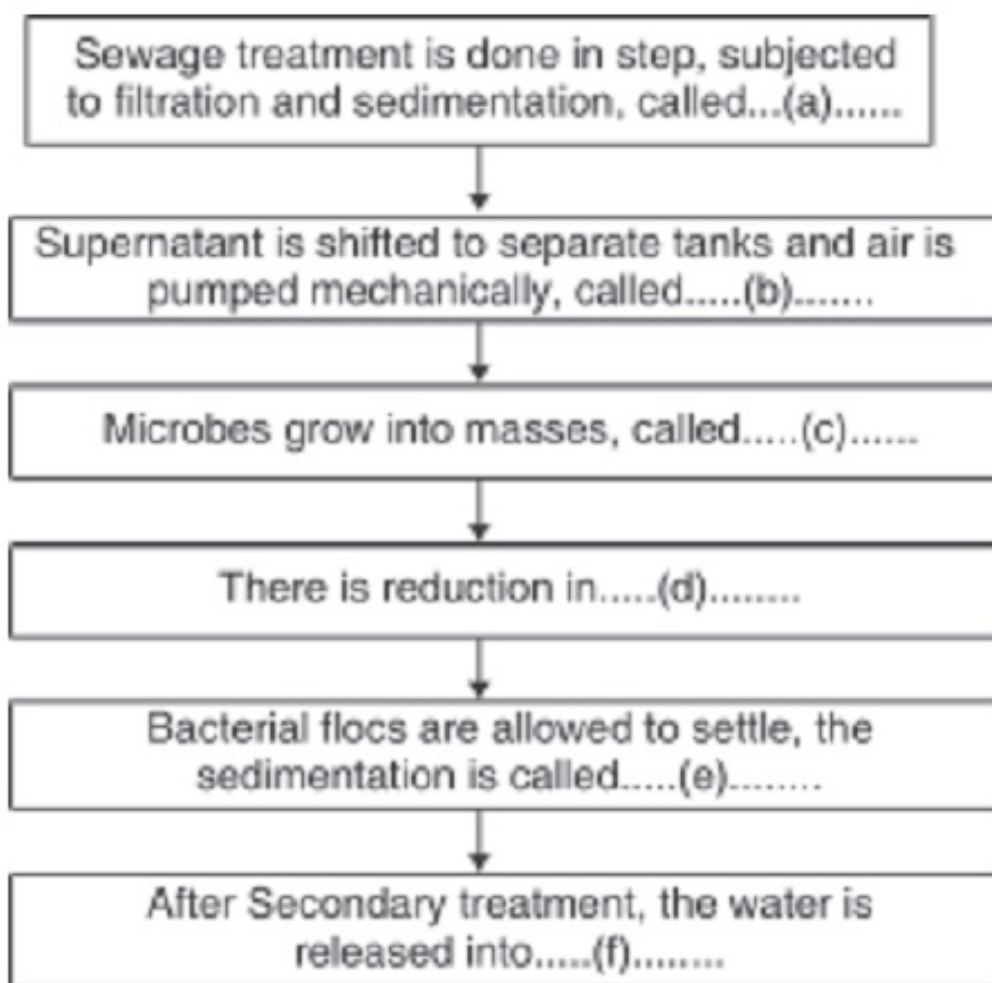 Sewage treatment is done in step, subjected
to filtration and sedimentation, called...(a)......
Supernatant is shifted to separate tanks and air is
pumped mechanically, called.....(b).......
Microbes grow into masses, called.....(c)......
There is reduction in.....(d)........
Bacterial flocs are allowed to settle, the
sedimentation is called.....(e)........
After Secondary treatment, the water is
released into.....(f)........